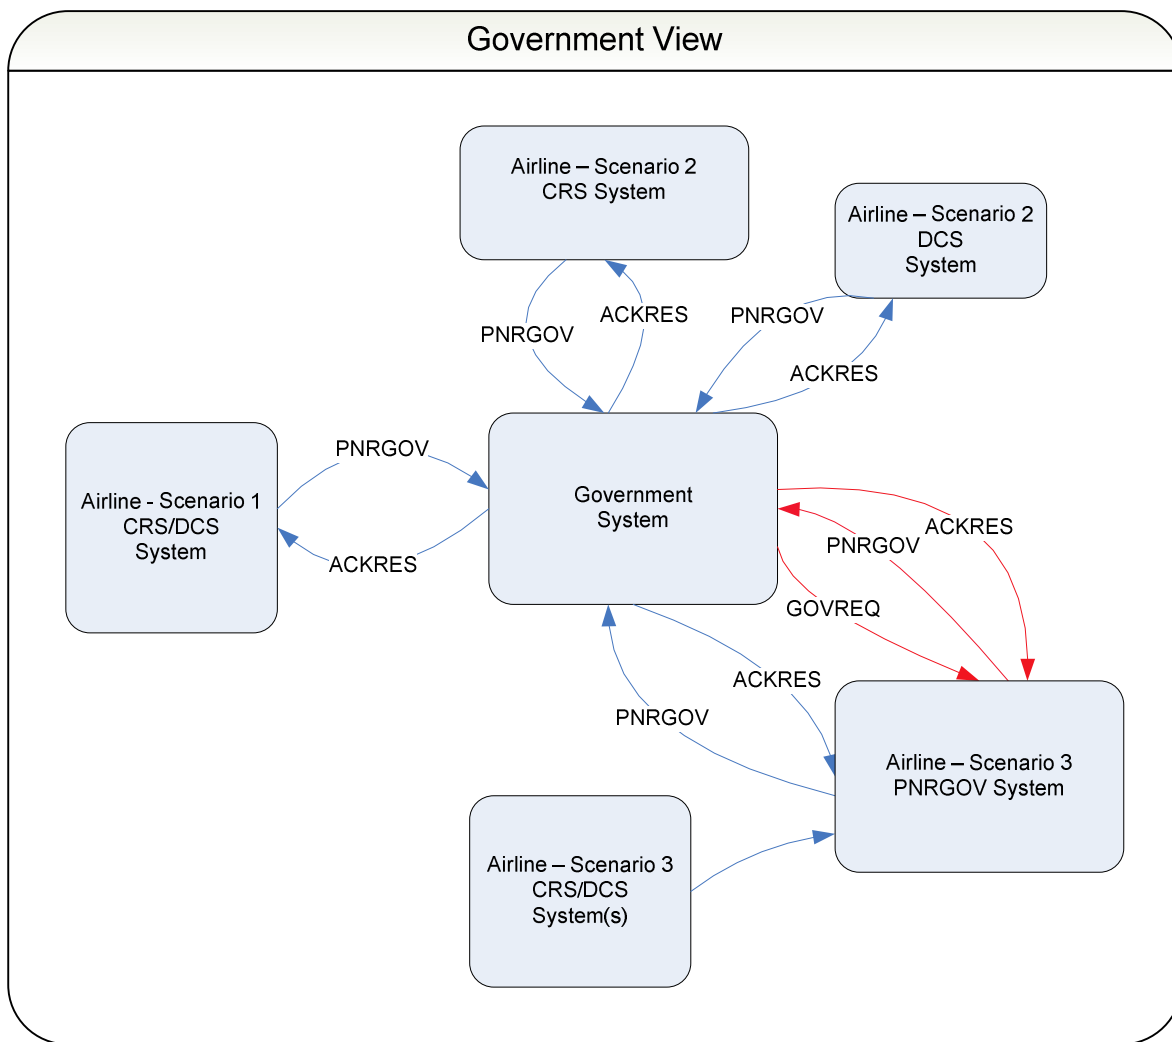 Government View
Airline – Scenario 2
CRS System
Airline – Scenario 2
DCS
System
PNRGOV
ACKRES
PNRGOV
ACKRES
Airline - Scenario 1
CRS/DCS
System
PNRGOV
ACKRES
Government
System
ACKRES
PNRGOV
GOVREQ
ACKRES
PNRGOV
Airline – Scenario 3
PNRGOV System
Airline – Scenario 3
CRS/DCS
System(s)